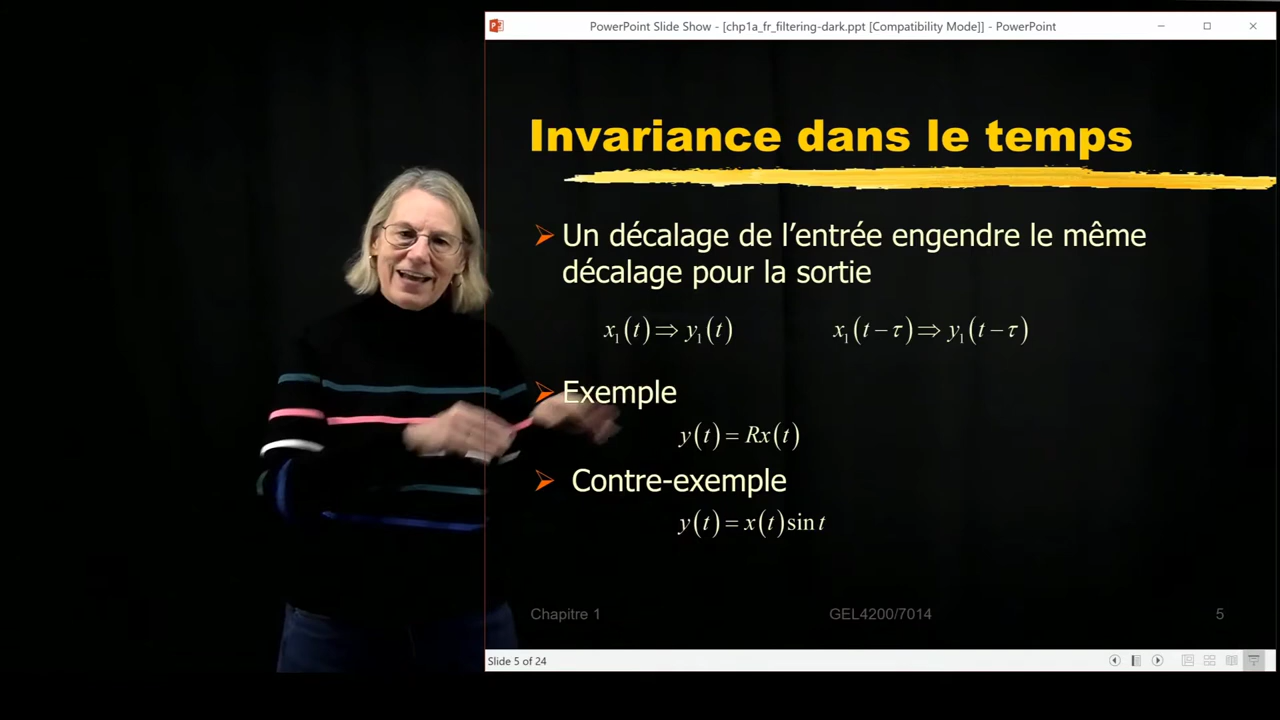 PowerPoint Slide Show - [chp1a_fr_filtering-dark.ppt [Compatibility Mode]] - PowerPoint
Invariance dans le temps
Un décalage de l'entrée engendre le même
décalage pour la sortie
x₁(t)⇒y₁(t) x₁(t−τ)⇒y₁(t−τ)
Exemple
y(t)=Rx(t)
Contre-exemple
y(t)=x(t)sin t
Chapitre 1 GEL4200/7014 5
Slide 5 of 24